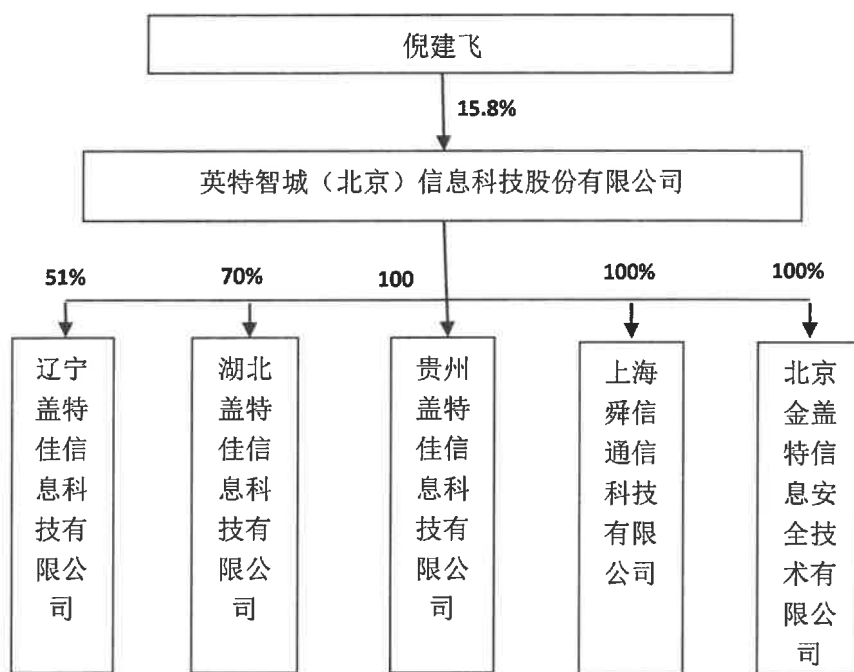 倪建飞
15.8%
英特智城（北京）信息科技股份有限公司
51%
70%
100
100%
100%
辽宁
盖特
佳信
息科
技有
限公
司
湖北
盖特
佳信
息科
技有
限公
司
贵州
盖特
佳信
息科
技有
限公
司
上海
舜信
通信
科技
有限
公司
北京
金盖
特信
息安
全技
术有
限公
司